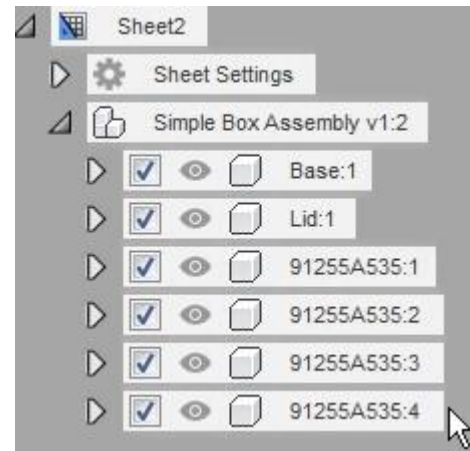 Sheet2
Sheet Settings
Simple Box Assembly v1:2
Base:1
Lid:1
91255A535:1
91255A535:2
91255A535:3
91255A535:4